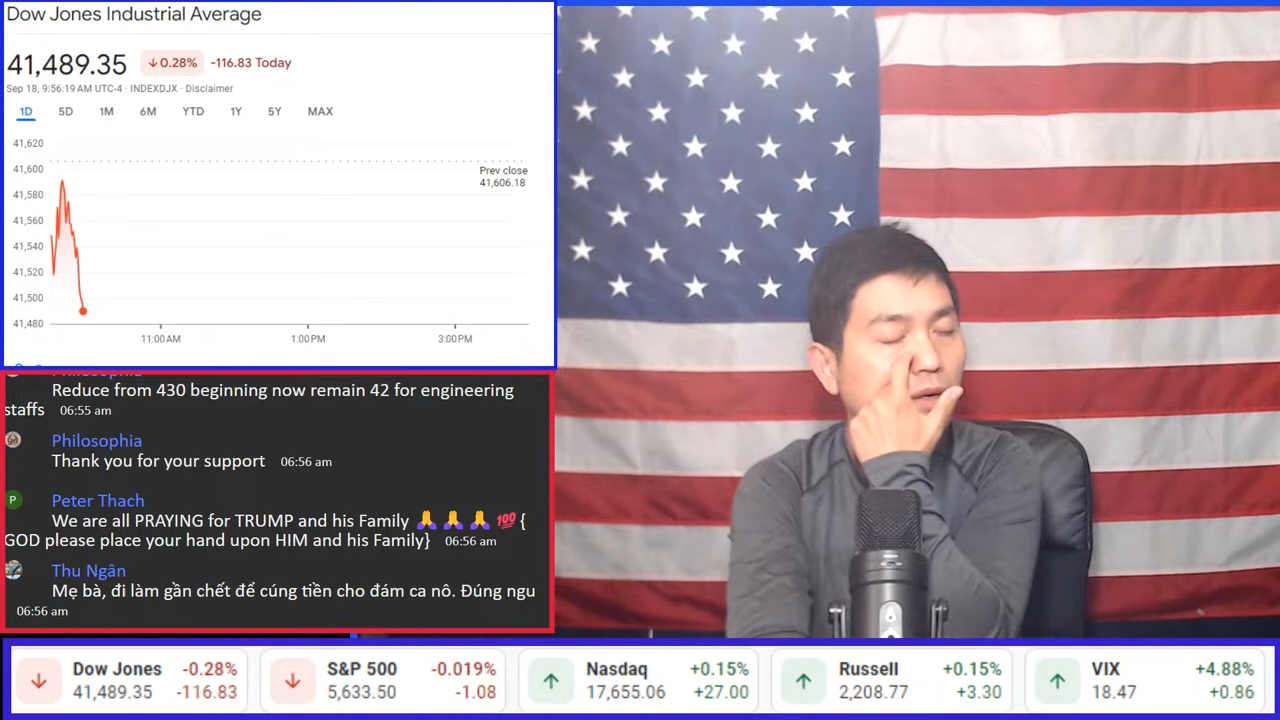 Dow Jones Industrial Average
41,489.35 ↓0.28% -116.83 Today
Sep 18, 9:56:19 AM UTC-4 · INDEXDJX · Disclaimer
1D 5D 1M 6M YTD 1Y 5Y MAX
41,620
41,600
41,580
41,560
41,540
41,520
41,500
41,480
Prev close
41,606.18
11:00 AM 1:00 PM 3:00 PM
Philosophia
Reduce from 430 beginning now remain 42 for engineering
staffs 06:55 am
Philosophia
Thank you for your support 06:56 am
P
Peter Thach
We are all PRAYING for TRUMP and his Family 🙏 🙏 🙏 💯 {
GOD please place your hand upon HIM and his Family} 06:56 am
Thu Ngân
Mẹ bà, đi làm gần chết để cúng tiền cho đám ca nô. Đúng ngu
06:56 am
Dow Jones -0.28%
41,489.35 -116.83
S&P 500 -0.019%
5,633.50 -1.08
Nasdaq +0.15%
17,655.06 +27.00
Russell +0.15%
2,208.77 +3.30
VIX +4.88%
18.47 +0.86